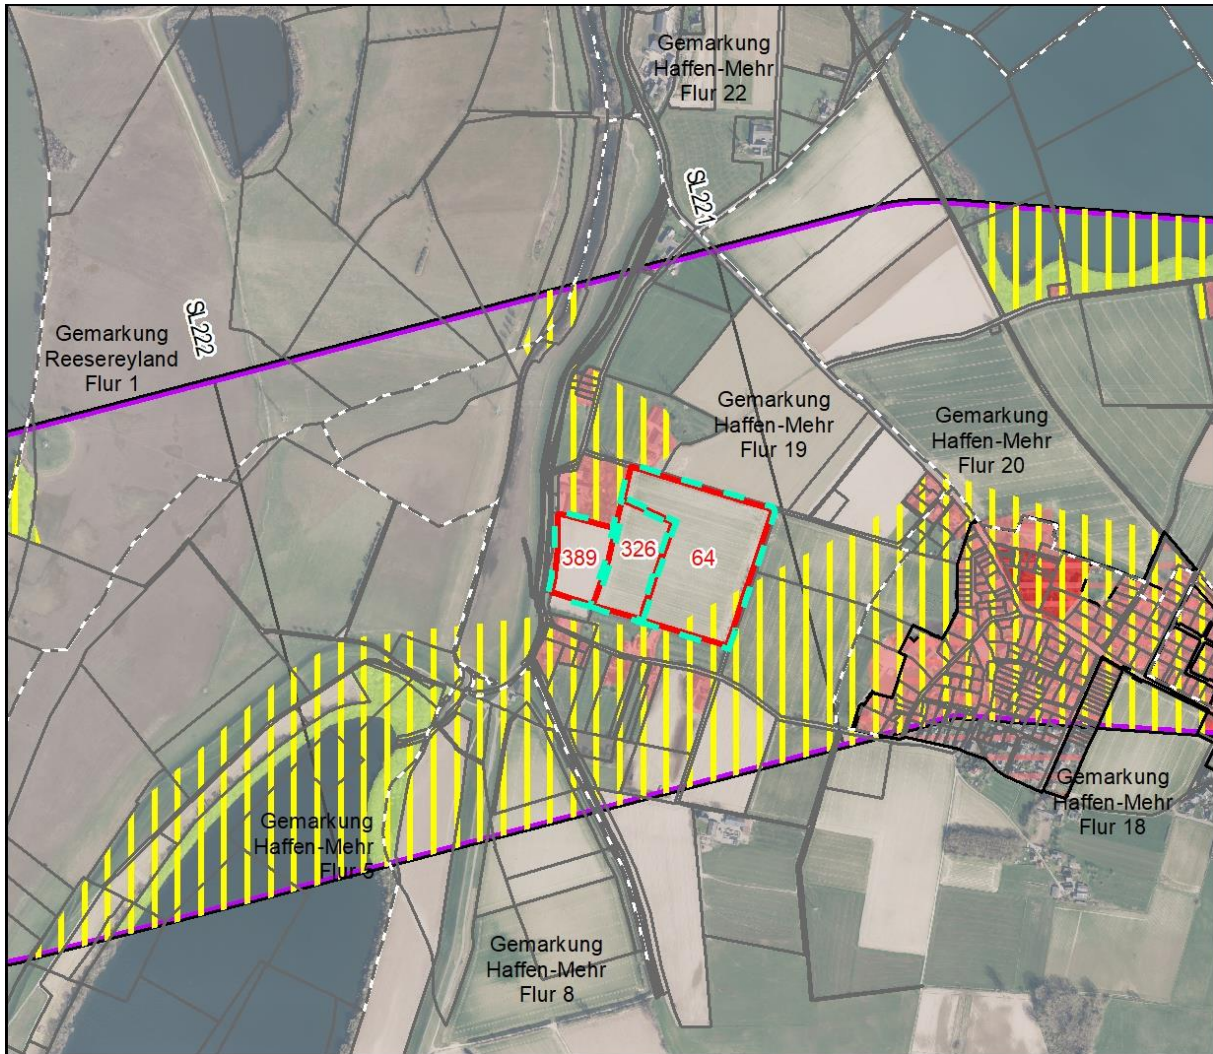 Gemarkung
Haffen-Mehr
Flur 22
SL221
SL222
Gemarkung
Reesereyland
Flur 1
Gemarkung
Haffen-Mehr
Flur 19
Gemarkung
Haffen-Mehr
Flur 20
389
326
64
Gemarkung
Haffen-Mehr
Flur 5
Gemarkung
Haffen-Mehr
Flur 18
Gemarkung
Haffen-Mehr
Flur 8